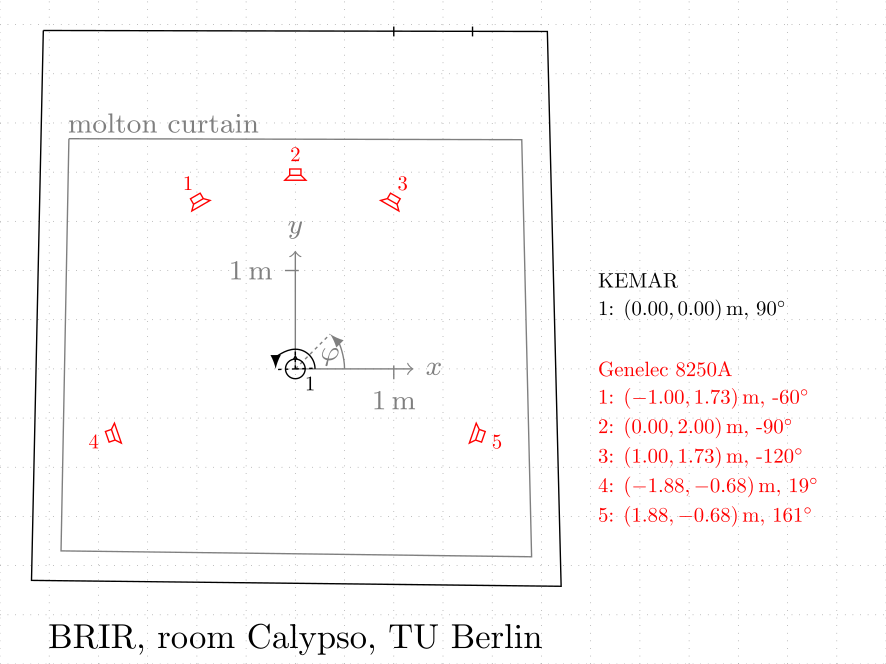 molton curtain
2
1
3
y
1 m
φ
x
1
1 m
4
5
KEMAR
1: (0.00, 0.00) m, 90°
Genelec 8250A
1: (−1.00, 1.73) m, -60°
2: (0.00, 2.00) m, -90°
3: (1.00, 1.73) m, -120°
4: (−1.88, −0.68) m, 19°
5: (1.88, −0.68) m, 161°
BRIR, room Calypso, TU Berlin